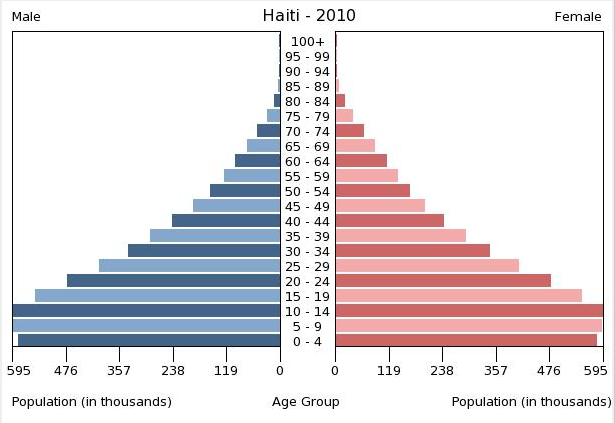 Male Haiti - 2010 Female
100+
95 - 99
90 - 94
85 - 89
80 - 84
75 - 79
70 - 74
65 - 69
60 - 64
55 - 59
50 - 54
45 - 49
40 - 44
35 - 39
30 - 34
25 - 29
20 - 24
15 - 19
10 - 14
5 - 9
0 - 4
595 476 357 238 119 0 0 119 238 357 476 595
Population (in thousands) Age Group Population (in thousands)